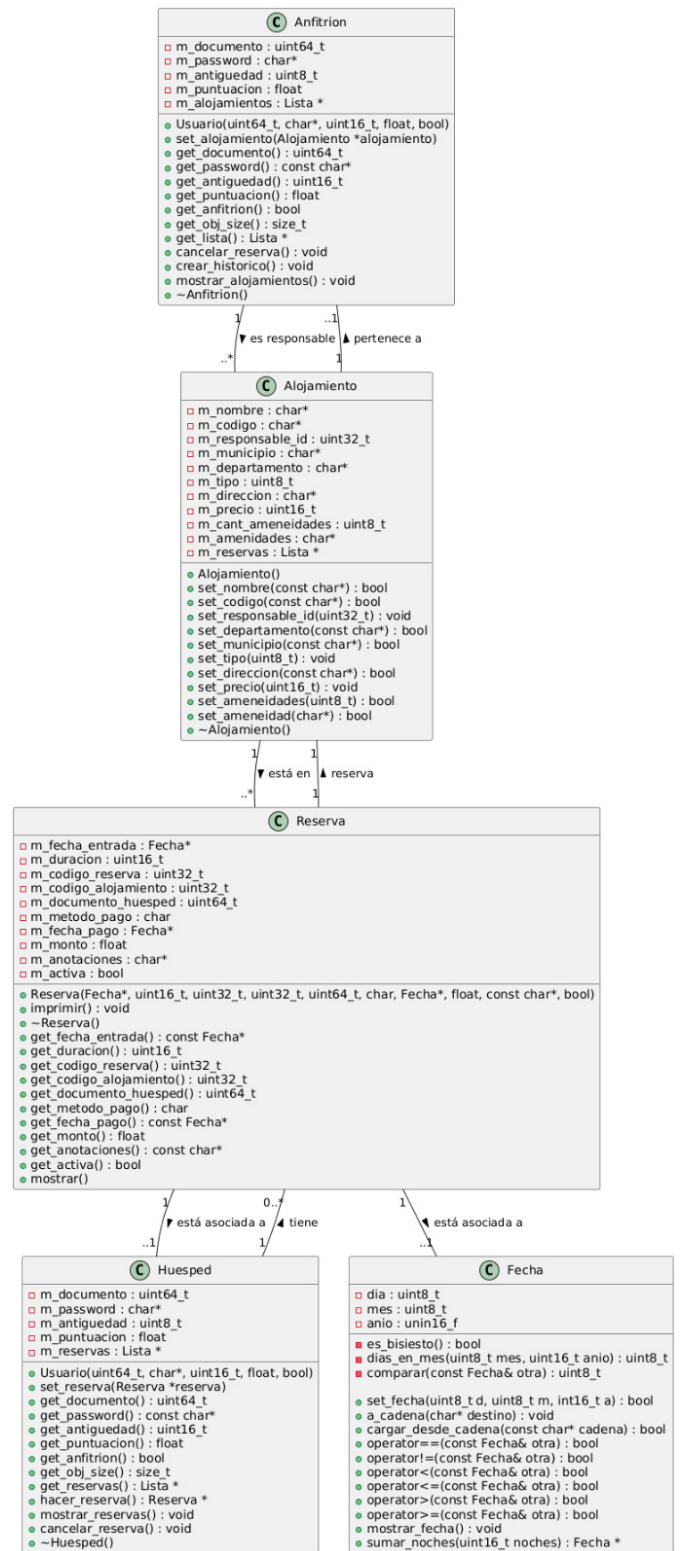 C Anfitrion
m_documento : uint64_t
m_password : char*
m_antiguedad : uint8_t
m_puntuacion : float
m_alojamientos : Lista *
Usuario(uint64_t, char*, uint16_t, float, bool)
set_alojamiento(Alojamiento *alojamiento)
get_documento() : uint64_t
get_password() : const char*
get_antiguedad() : uint16_t
get_puntuacion() : float
get_anfitrion() : bool
get_obj_size() : size_t
get_lista() : Lista *
cancelar_reserva() : void
crear_historico() : void
mostrar_alojamientos() : void
~Anfitrion()
1 ..1
es responsable pertenece a
..* 1
C Alojamiento
m_nombre : char*
m_codigo : char*
m_responsable_id : uint32_t
m_municipio : char*
m_departamento : char*
m_tipo : uint8_t
m_direccion : char*
m_precio : uint16_t
m_cant_ameneidades : uint8_t
m_amenidades : char*
m_reservas : Lista *
Alojamiento()
set_nombre(const char*) : bool
set_codigo(const char*) : bool
set_responsable_id(uint32_t) : void
set_departamento(const char*) : bool
set_municipio(const char*) : bool
set_tipo(uint8_t) : void
set_direccion(const char*) : bool
set_precio(uint16_t) : void
set_ameneidades(uint8_t) : bool
set_ameneidad(char*) : bool
~Alojamiento()
1 1
está en reserva
..* 1
C Reserva
m_fecha_entrada : Fecha*
m_duracion : uint16_t
m_codigo_reserva : uint32_t
m_codigo_alojamiento : uint32_t
m_documento_huesped : uint64_t
m_metodo_pago : char
m_fecha_pago : Fecha*
m_monto : float
m_anotaciones : char*
m_activa : bool
Reserva(Fecha*, uint16_t, uint32_t, uint32_t, uint64_t, char, Fecha*, float, const char*, bool)
imprimir() : void
~Reserva()
get_fecha_entrada() : const Fecha*
get_duracion() : uint16_t
get_codigo_reserva() : uint32_t
get_codigo_alojamiento() : uint32_t
get_documento_huesped() : uint64_t
get_metodo_pago() : char
get_fecha_pago() : const Fecha*
get_monto() : float
get_anotaciones() : const char*
get_activa() : bool
mostrar()
1 0..* 1
está asociada a tiene está asociada a
..1 1 ..1
C Huesped
m_documento : uint64_t
m_password : char*
m_antiguedad : uint8_t
m_puntuacion : float
m_reservas : Lista *
Usuario(uint64_t, char*, uint16_t, float, bool)
set_reserva(Reserva *reserva)
get_documento() : uint64_t
get_password() : const char*
get_antiguedad() : uint16_t
get_puntuacion() : float
get_anfitrion() : bool
get_obj_size() : size_t
get_reservas() : Lista *
hacer_reserva() : Reserva *
mostrar_reservas() : void
cancelar_reserva() : void
~Huesped()
C Fecha
dia : uint8_t
mes : uint8_t
anio : unin16_f
es_bisiesto() : bool
dias_en_mes(uint8_t mes, uint16_t anio) : uint8_t
comparar(const Fecha& otra) : uint8_t
set_fecha(uint8_t d, uint8_t m, int16_t a) : bool
a_cadena(char* destino) : void
cargar_desde_cadena(const char* cadena) : bool
operator==(const Fecha& otra) : bool
operator!=(const Fecha& otra) : bool
operator<(const Fecha& otra) : bool
operator<=(const Fecha& otra) : bool
operator>(const Fecha& otra) : bool
operator>=(const Fecha& otra) : bool
mostrar_fecha() : void
sumar_noches(uint16_t noches) : Fecha *